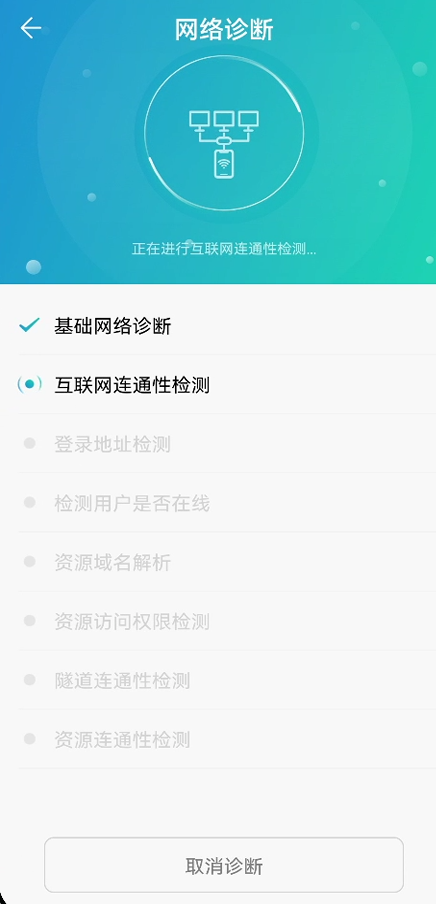 网络诊断
正在进行互联网连通性检测...
基础网络诊断
互联网连通性检测
登录地址检测
检测用户是否在线
资源域名解析
资源访问权限检测
隧道连通性检测
资源连通性检测
取消诊断